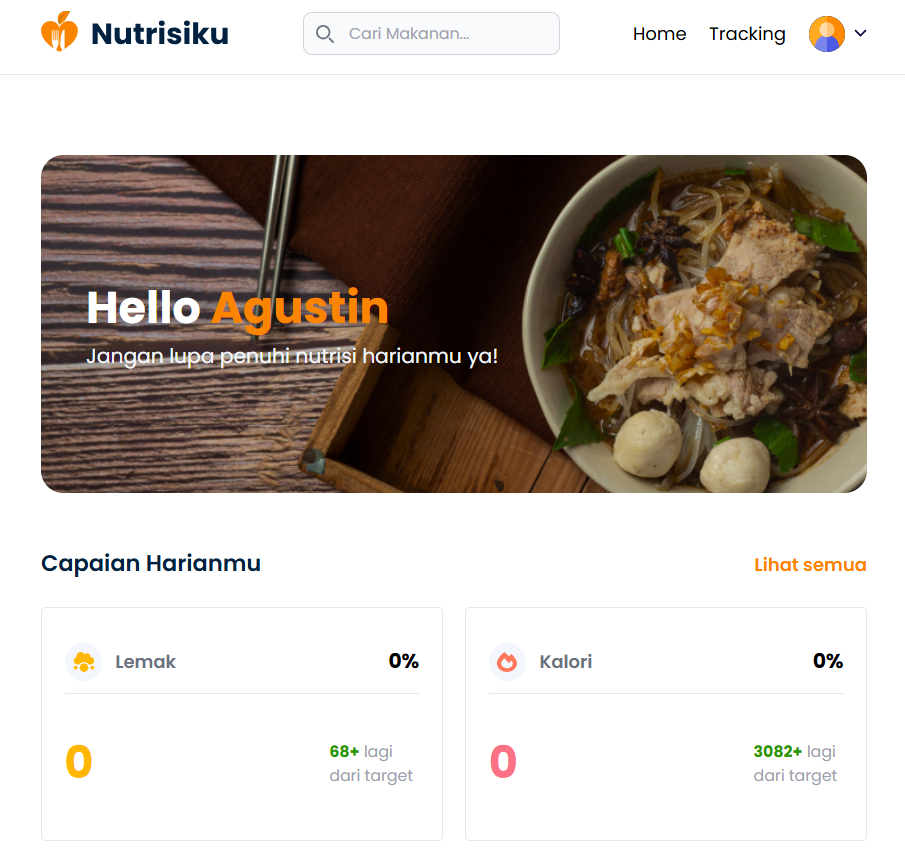 Nutrisiku
Cari Makanan...
Home
Tracking
Hello Agustin
Jangan lupa penuhi nutrisi harianmu ya!
Capaian Harianmu
Lihat semua
Lemak
0%
0
68+ lagi
dari target
Kalori
0%
0
3082+ lagi
dari target